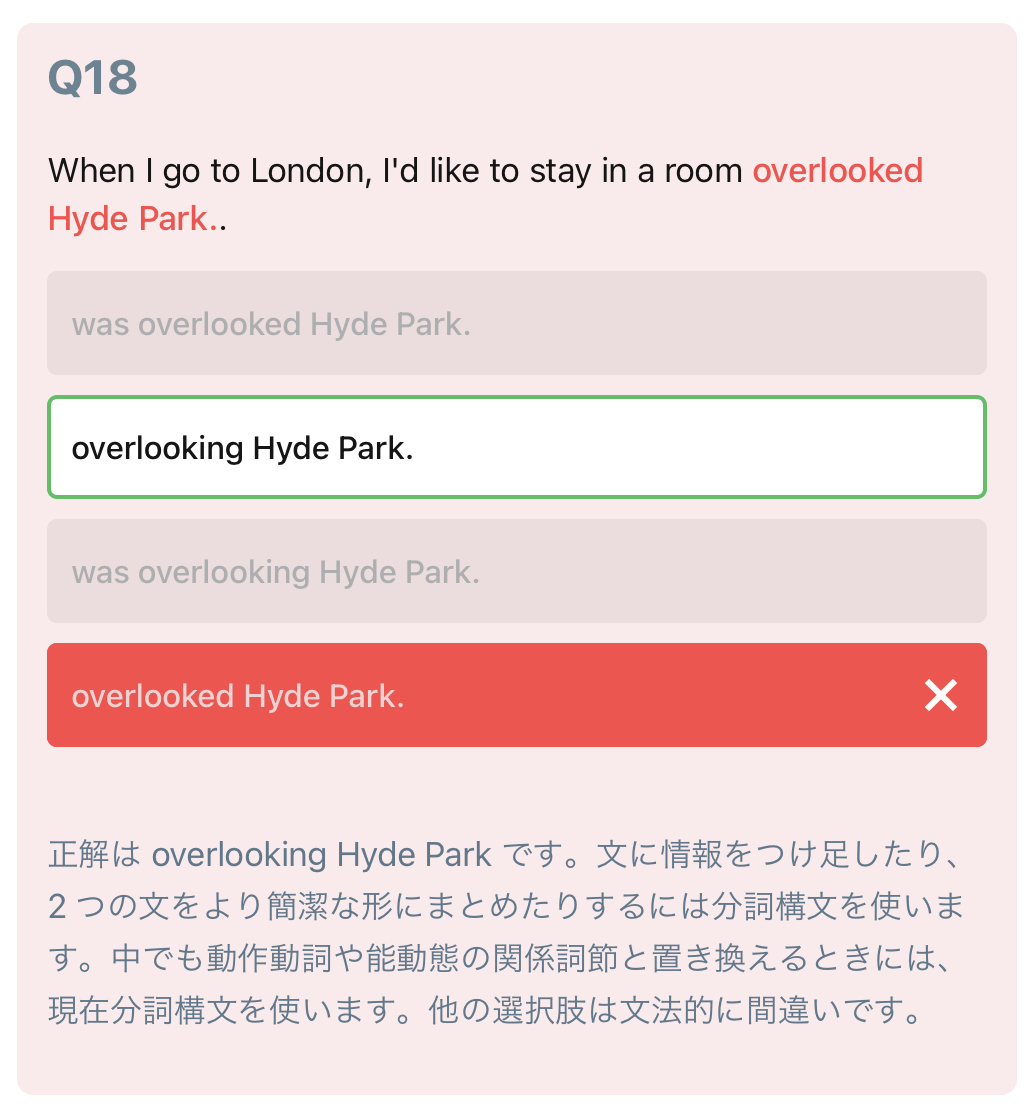 Q18
When I go to London, I'd like to stay in a room overlooked
Hyde Park..
was overlooked Hyde Park.
overlooking Hyde Park.
was overlooking Hyde Park.
overlooked Hyde Park.
正解は overlooking Hyde Park です。文に情報をつけ足したり、
2 つの文をより簡潔な形にまとめたりするには分詞構文を使いま
す。中でも動作動詞や能動態の関係詞節と置き換えるときには、
現在分詞構文を使います。他の選択肢は文法的に間違いです。